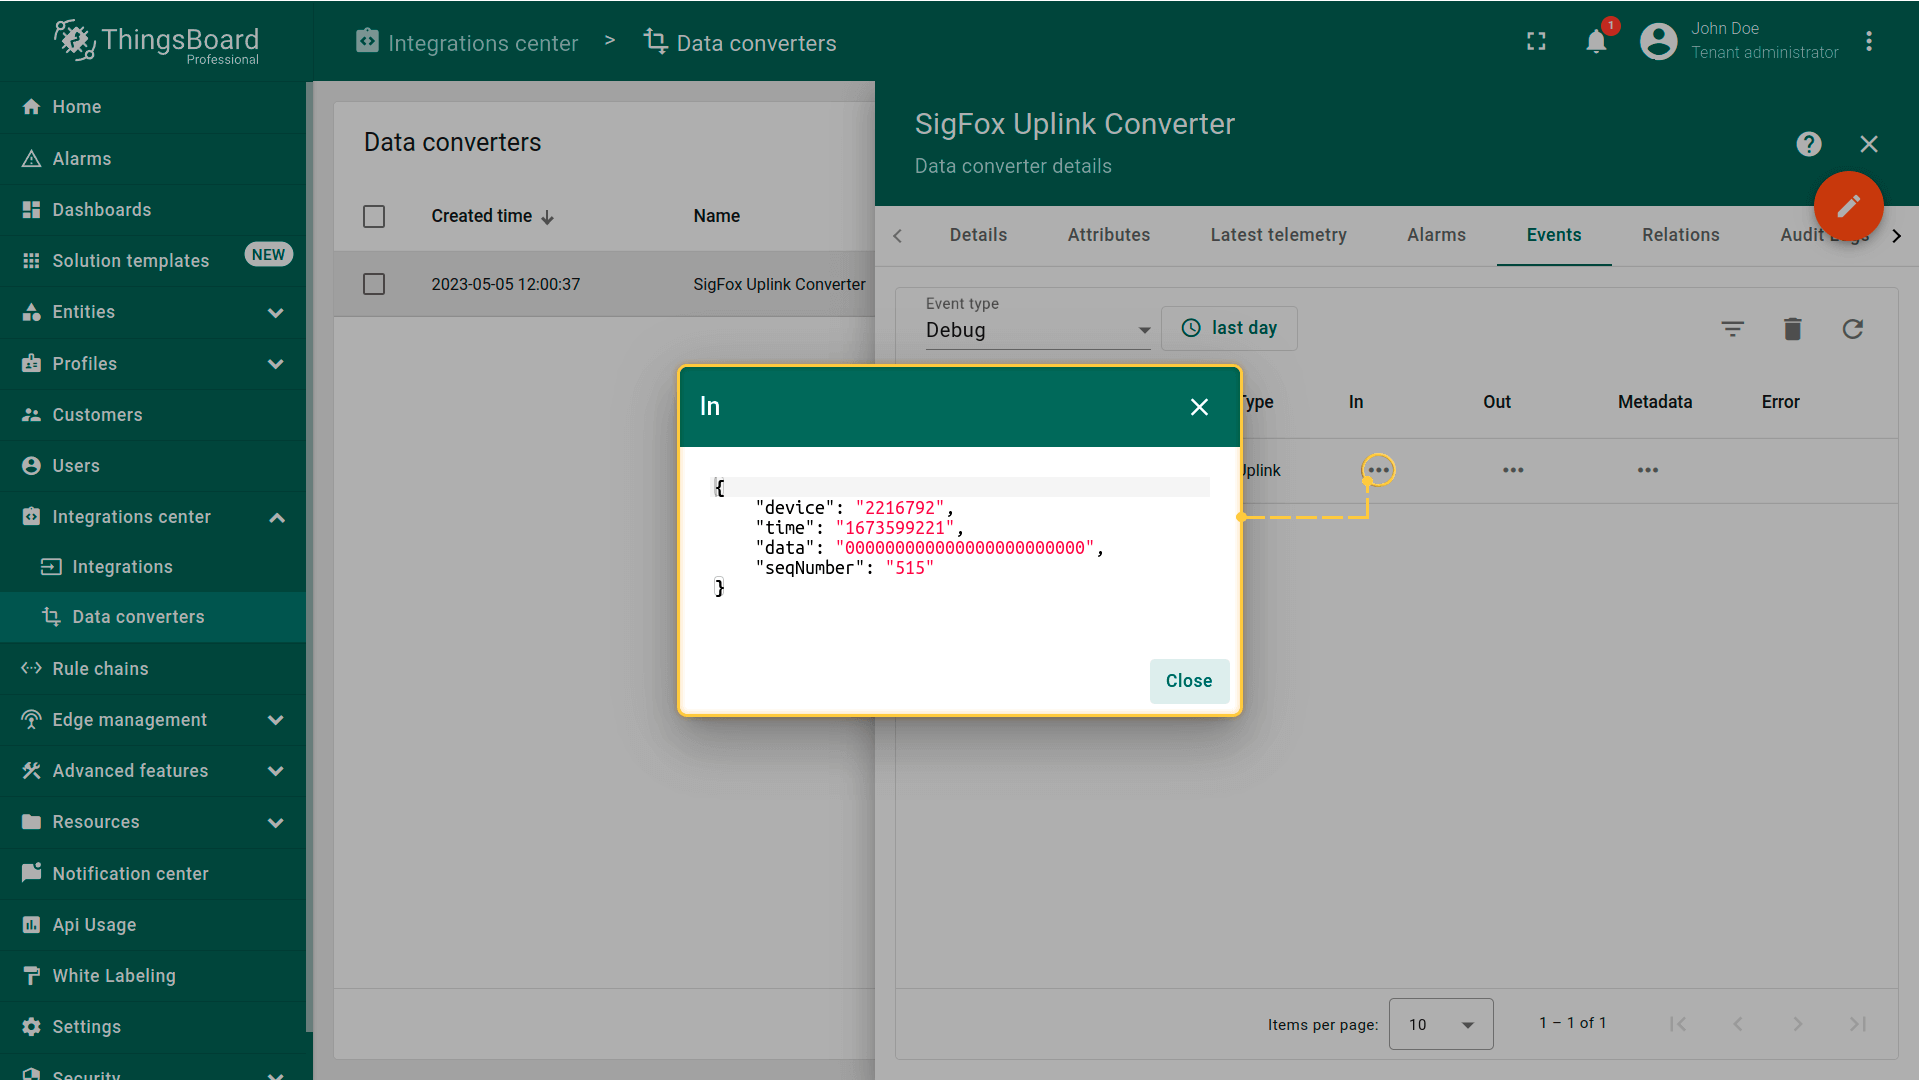 ThingsBoard
Professional
Integrations center > Data converters
1
John Doe
Tenant administrator
Home
Alarms
Dashboards
Solution templates NEW
Entities
Profiles
Customers
Users
Integrations center
Integrations
Data converters
Rule chains
Edge management
Advanced features
Resources
Notification center
Api Usage
White Labeling
Settings
Security
Data converters
Created time Name
2023-05-05 12:00:37 SigFox Uplink Converter
SigFox Uplink Converter
Data converter details
Details Attributes Latest telemetry Alarms Events Relations Audit Logs
Event type
Debug
last day
Type In Out Metadata Error
Uplink ••• ••• •••
In
{
"device": "2216792",
"time": "1673599221",
"data": "000000000000000000000000",
"seqNumber": "515"
}
Close
Items per page: 10 1 – 1 of 1